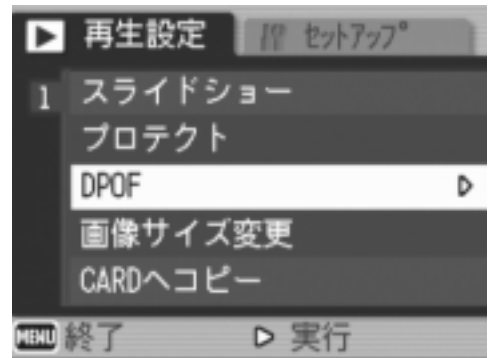 再生設定 セットアップ
1 スライドショー
プロテクト
DPOF
画像サイズ変更
CARDへコピー
MENU 終了 実行